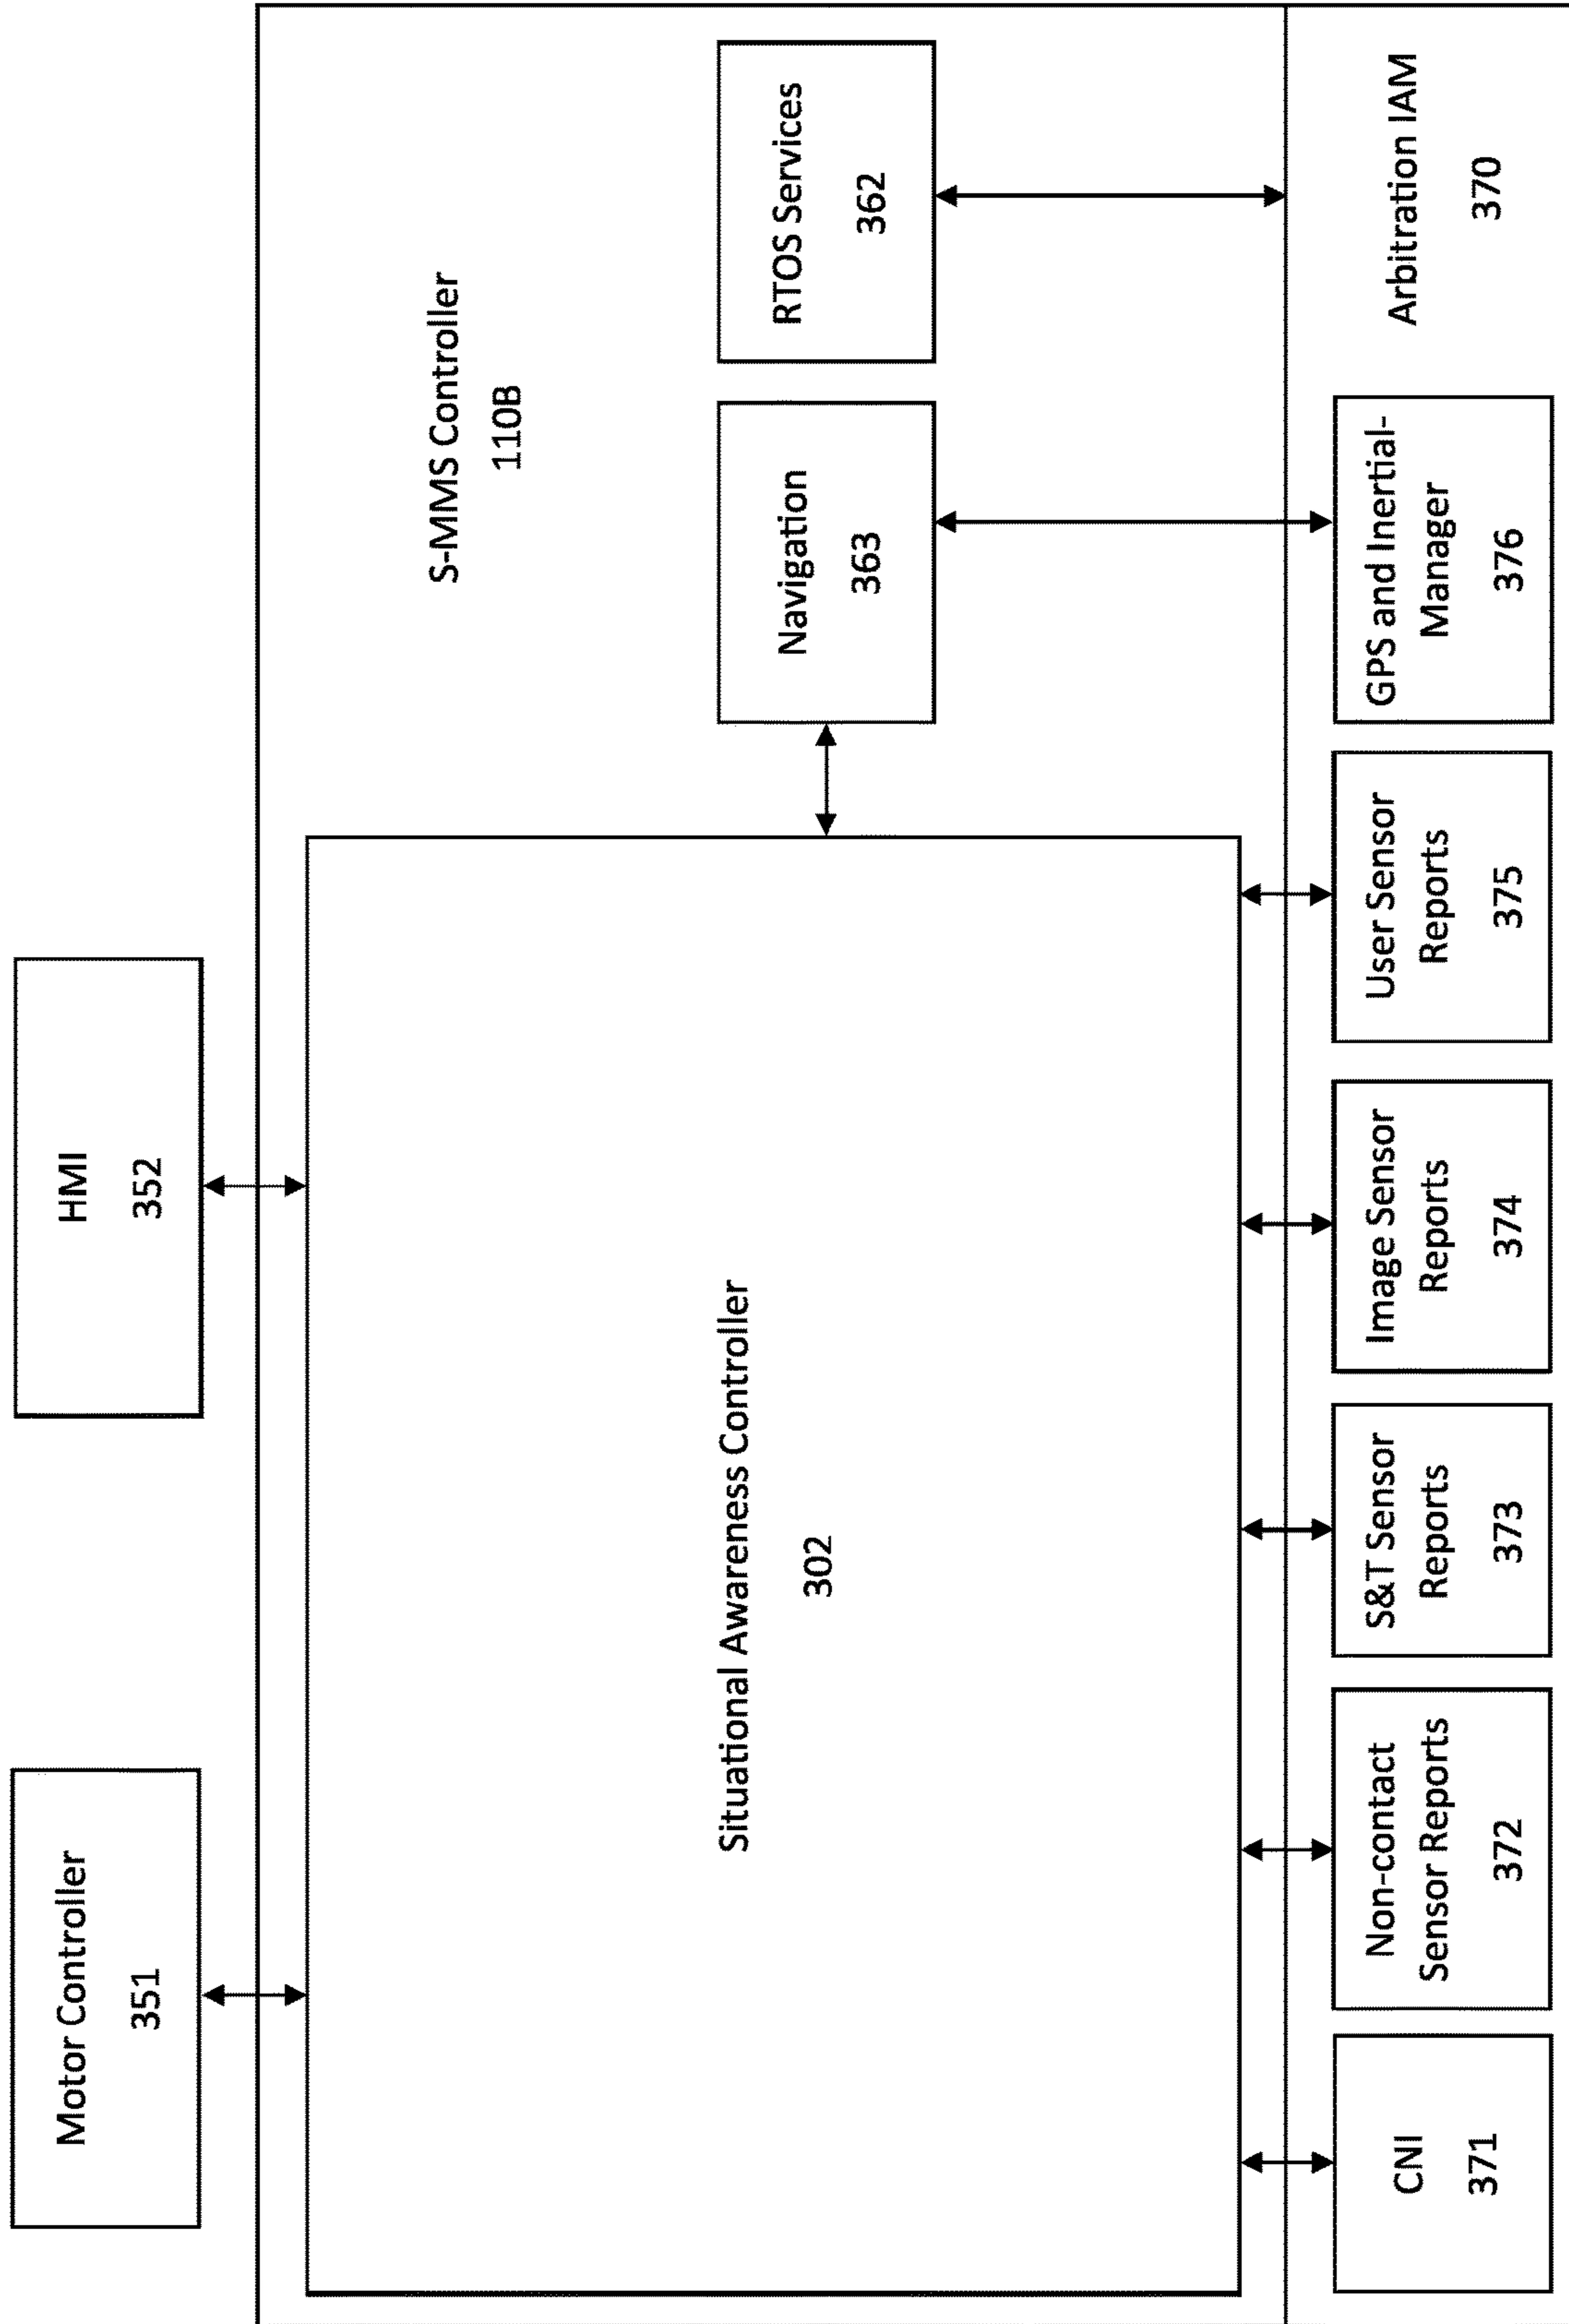 Motor Controller
351
HMI
352
S-MMS Controller
110B
Situational Awareness Controller
302
Navigation
363
RTOS Services
362
CNI
371
Non-contact
Sensor Reports
372
S&T Sensor
Reports
373
Image Sensor
Reports
374
User Sensor
Reports
375
GPS and Inertial-
Manager
376
Arbitration IAM
370